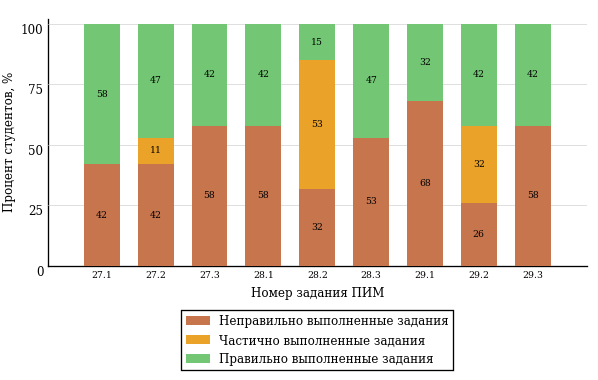 Процент студентов, %
100
75
50
25
0
58 47 42 42 15 47 32 42 42
11 53 32
42 42 58 58 32 53 68 26 58
27.1 27.2 27.3 28.1 28.2 28.3 29.1 29.2 29.3
Номер задания ПИМ
Неправильно выполненные задания
Частично выполненные задания
Правильно выполненные задания